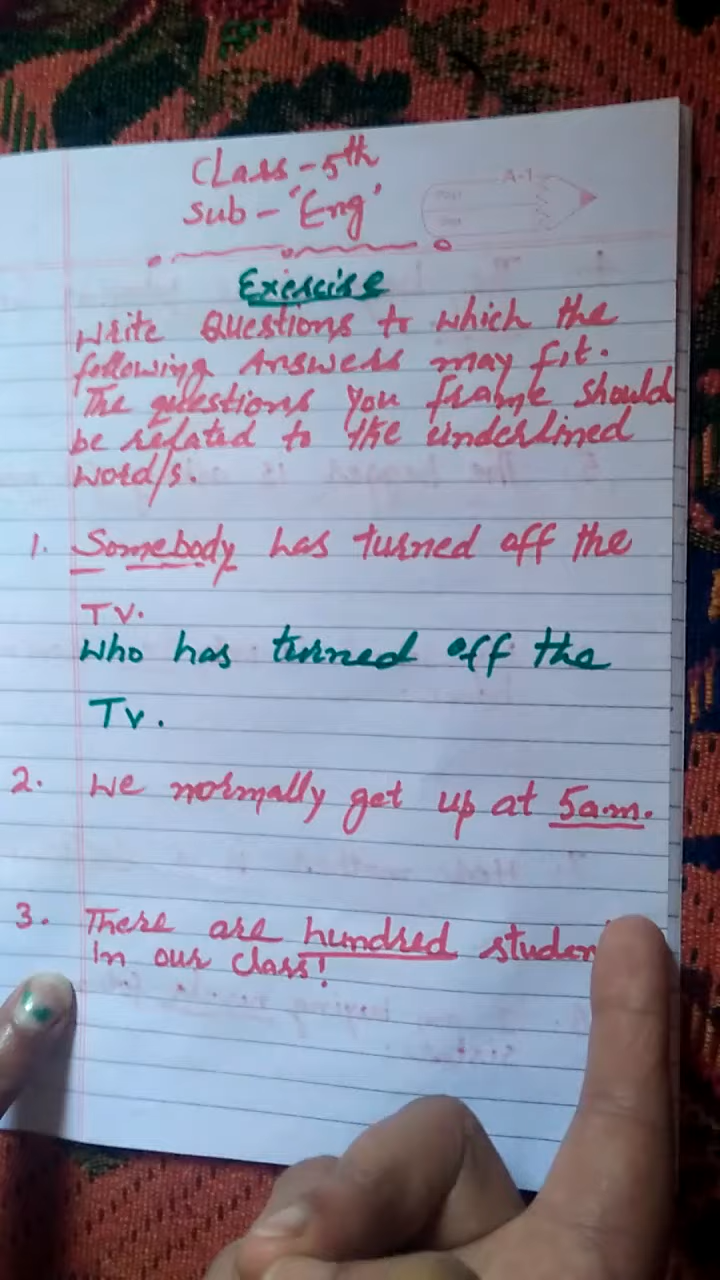 Class - 5th
Sub - 'Eng'
A-1
Exercise
Write Questions to which the
following Answers may fit.
The questions you frame should
be related to the underlined
word/s.
1. Somebody has turned off the
TV.
Who has turned off the
TV.
2. We normally get up at 5a.m.
3. There are hundred
in our class!